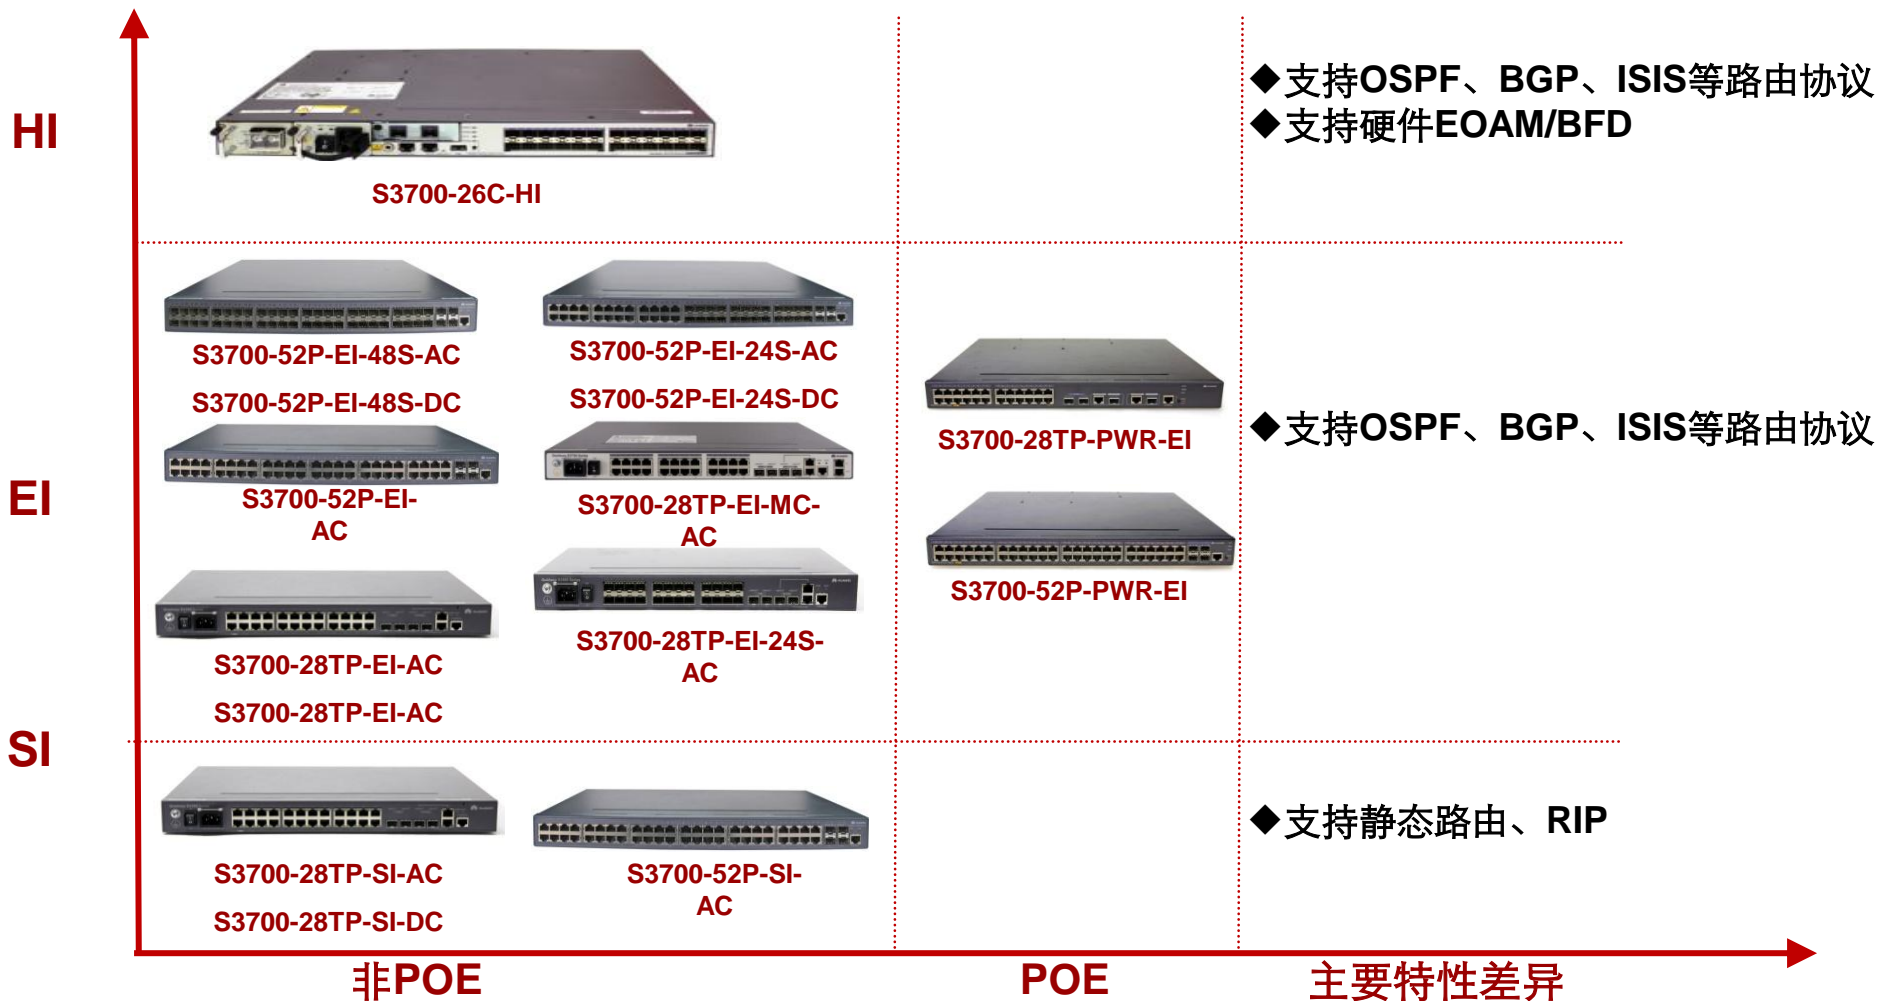 HI
S3700-26C-HI
◆支持OSPF、BGP、ISIS等路由协议
◆支持硬件EOAM/BFD
EI
S3700-52P-EI-48S-AC
S3700-52P-EI-48S-DC
S3700-52P-EI-24S-AC
S3700-52P-EI-24S-DC
S3700-52P-EI-
AC
S3700-28TP-EI-MC-
AC
S3700-28TP-EI-AC
S3700-28TP-EI-AC
S3700-28TP-EI-24S-
AC
S3700-28TP-PWR-EI
S3700-52P-PWR-EI
◆支持OSPF、BGP、ISIS等路由协议
SI
S3700-28TP-SI-AC
S3700-28TP-SI-DC
S3700-52P-SI-
AC
◆支持静态路由、RIP
非POE
POE
主要特性差异